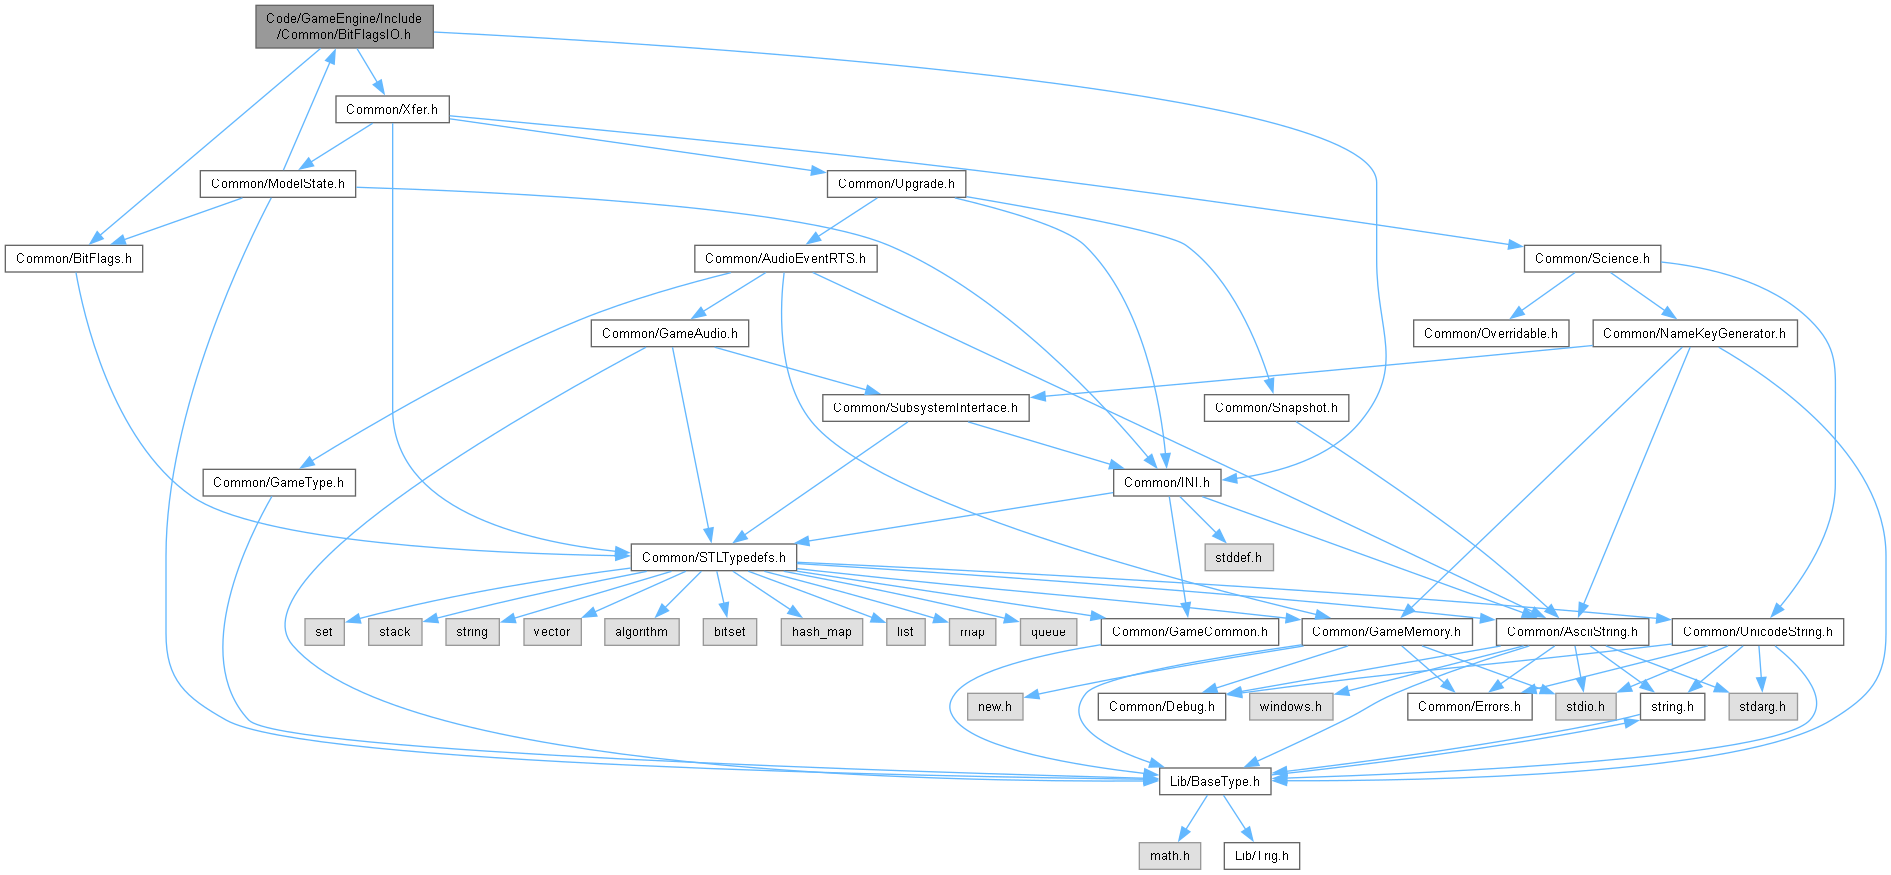 Code/GameEngine/Include
/Common/BitFlagsIO.h
Common/Xfer.h
Common/ModelState.h
Common/Upgrade.h
Common/BitFlags.h
Common/AudioEventRTS.h
Common/Science.h
Common/GameAudio.h
Common/Overridable.h
Common/NameKeyGenerator.h
Common/SubsystemInterface.h
Common/Snapshot.h
Common/GameType.h
Common/INI.h
Common/STLTypedefs.h
stddef.h
set
stack
string
vector
algorithm
bitset
hash_map
list
map
queue
Common/GameCommon.h
Common/GameMemory.h
Common/AsciiString.h
Common/UnicodeString.h
new.h
Common/Debug.h
windows.h
Common/Errors.h
stdio.h
string.h
stdarg.h
Lib/BaseType.h
math.h
Lib/Trig.h